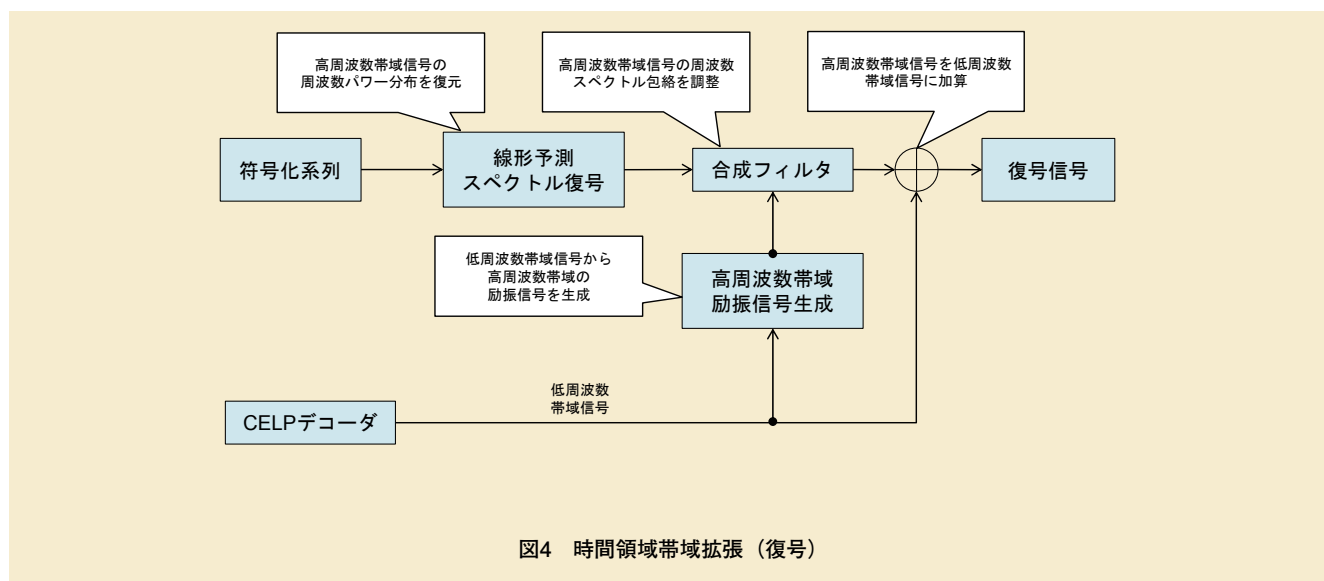 高周波数帯域信号の
周波数パワー分布を復元
高周波数帯域信号の周波数
スペクトル包絡を調整
高周波数帯域信号を低周波数
帯域信号に加算
符号化系列
線形予測
スペクトル復号
合成フィルタ
復号信号
低周波数帯域信号から
高周波数帯域の
励振信号を生成
高周波数帯域
励振信号生成
低周波数
帯域信号
CELPデコーダ
図4 時間領域帯域拡張（復号）